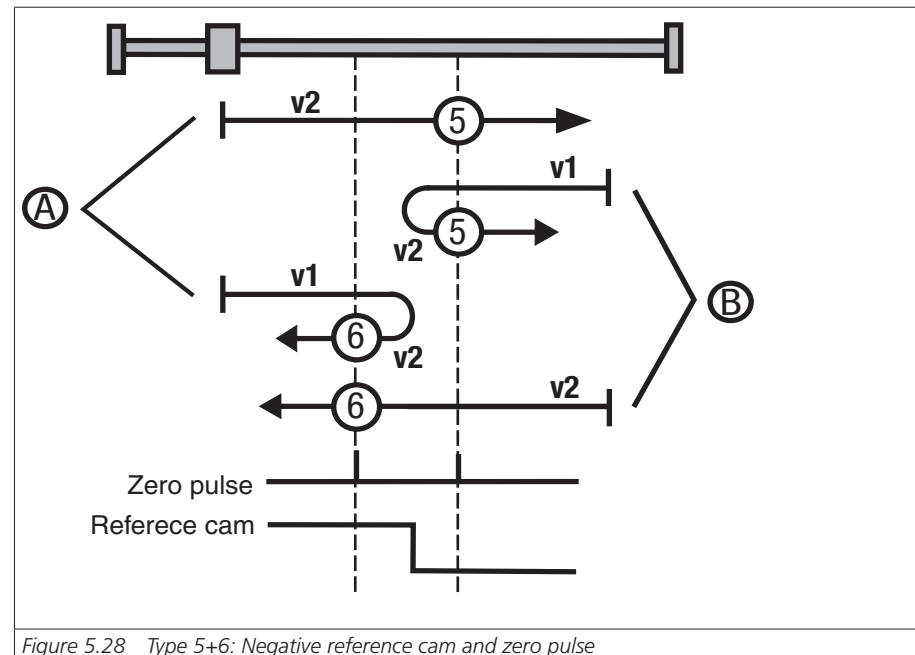 v2
5
v1
A
5
v2
v1
B
6
v2
6
v2
Zero pulse
Referece cam
Figure 5.28 Type 5+6: Negative reference cam and zero pulse